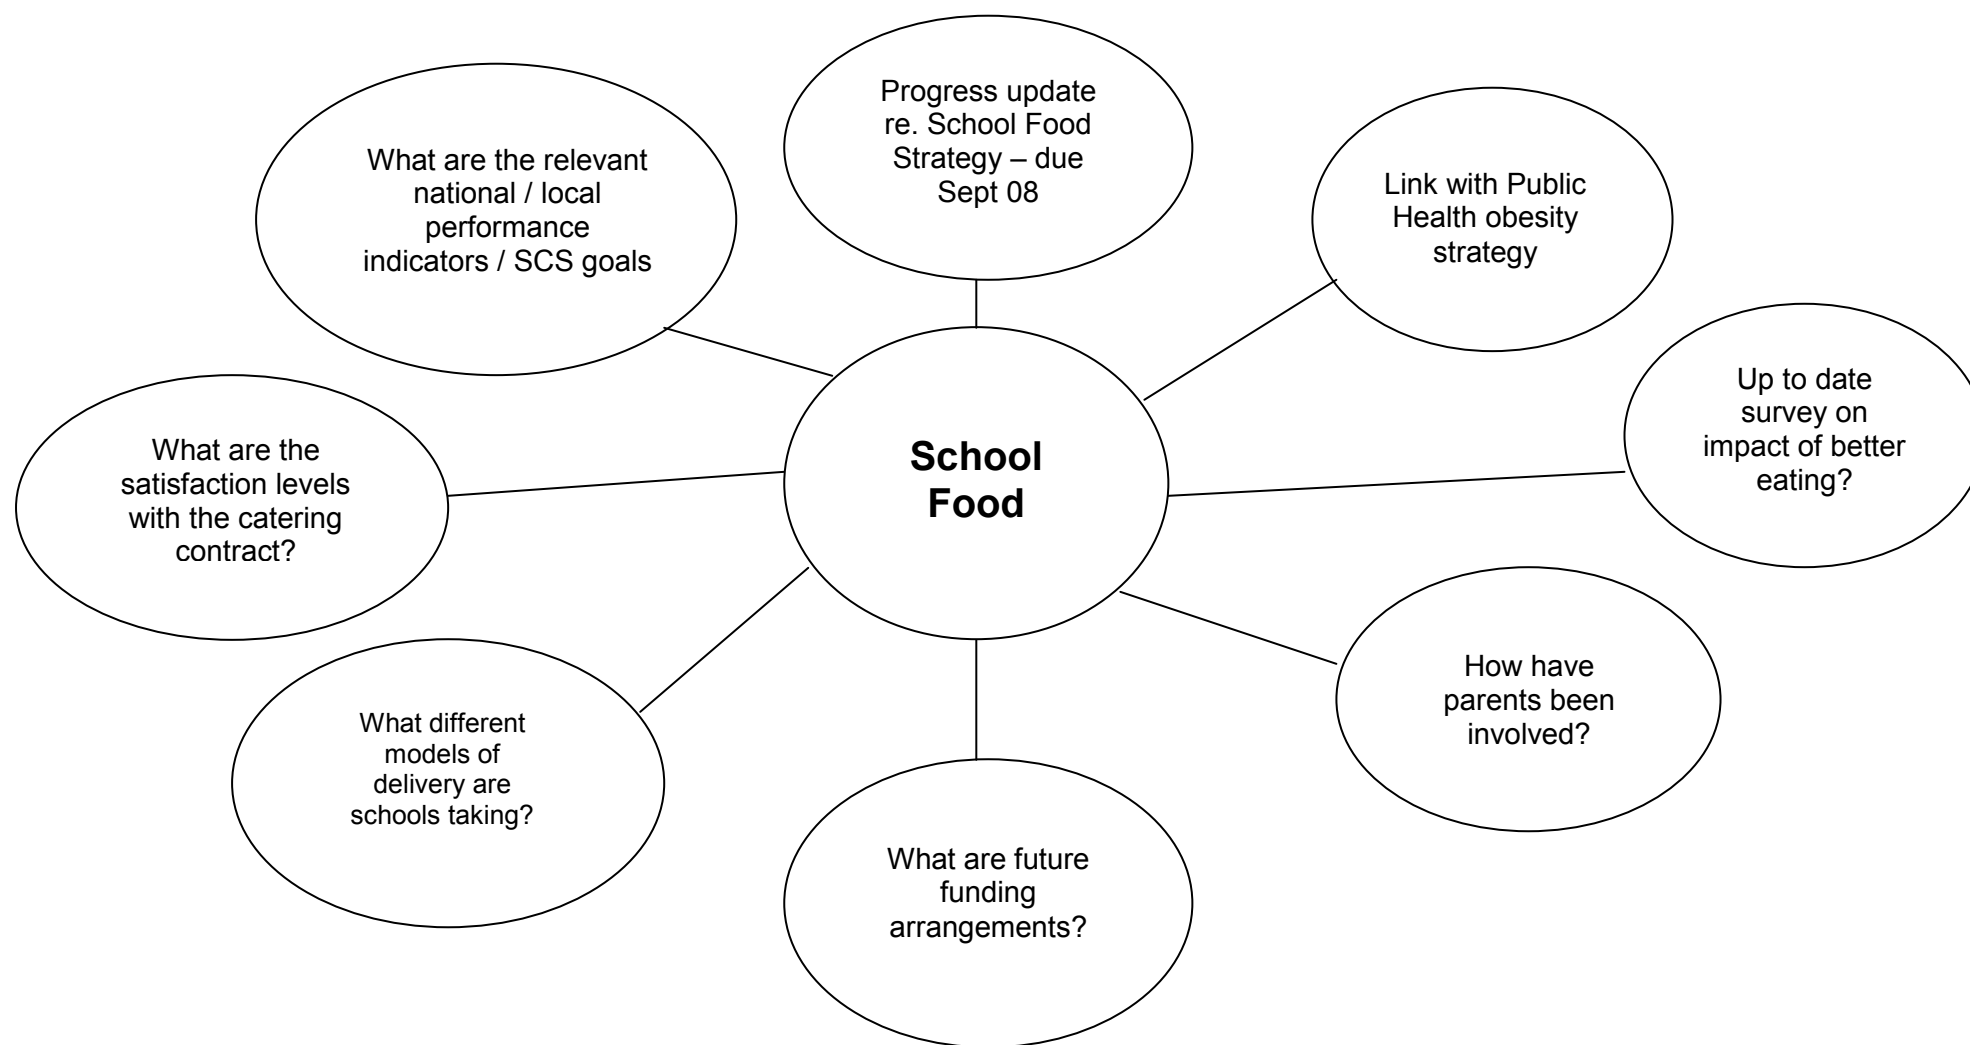 Progress update
re. School Food
Strategy – due
Sept 08
What are the relevant
national / local
performance
indicators / SCS goals
Link with Public
Health obesity
strategy
Up to date
survey on
impact of better
eating?
What are the
satisfaction levels
with the catering
contract?
School
Food
How have
parents been
involved?
What different
models of
delivery are
schools taking?
What are future
funding
arrangements?